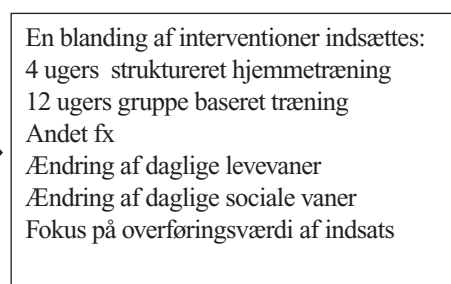 En blanding af interventioner indsættes:
4 ugers struktureret hjemmetræning
12 ugers gruppe baseret træning
Andet fx
Ændring af daglige levevaner
Ændring af daglige sociale vaner
Fokus på overføringsværdi af indsats